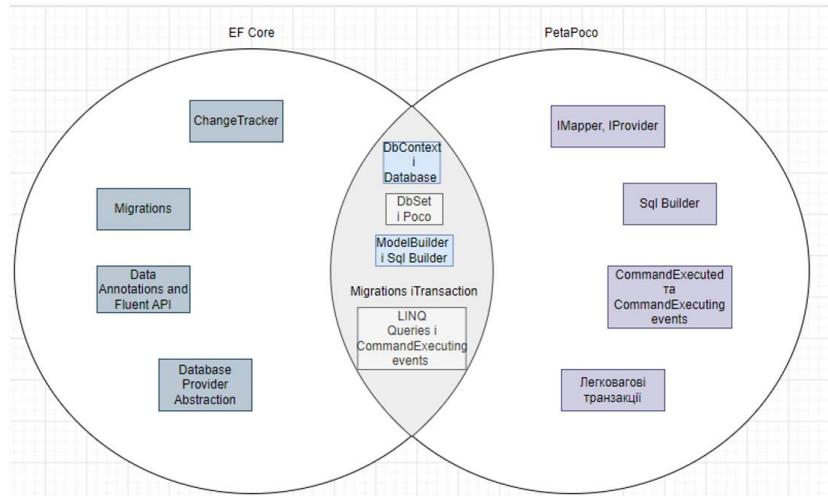 EF Core
PetaPoco
ChangeTracker
Migrations
Data
Annotations and
Fluent API
Database
Provider
Abstraction
DbContext
і
Database
DbSet
і Poco
ModelBuilder
і Sql Builder
Migrations іTransaction
LINQ
Queries і
CommandExecuting
events
IMapper, IProvider
Sql Builder
CommandExecuted
та
CommandExecuting
events
Легковагові
транзакції